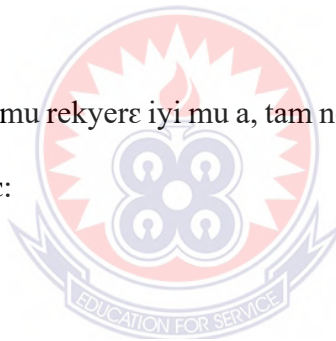 mu rekyerɛ iyi mu a, tam n
:
EDUCATION FOR SERVICE